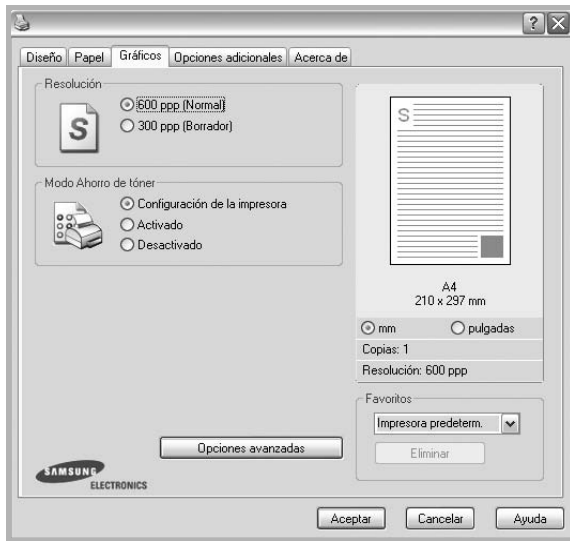 Diseño Papel Gráficos Opciones adicionales Acerca de
Resolución
S
600 ppp (Normal)
300 ppp (Borrador)
Modo Ahorro de tóner
Configuración de la impresora
Activado
Desactivado
S
A4
210 x 297 mm
mm pulgadas
Copias: 1
Resolución: 600 ppp
Favoritos
Impresora predeterm.
Eliminar
Opciones avanzadas
SAMSUNG
ELECTRONICS
Aceptar Cancelar Ayuda